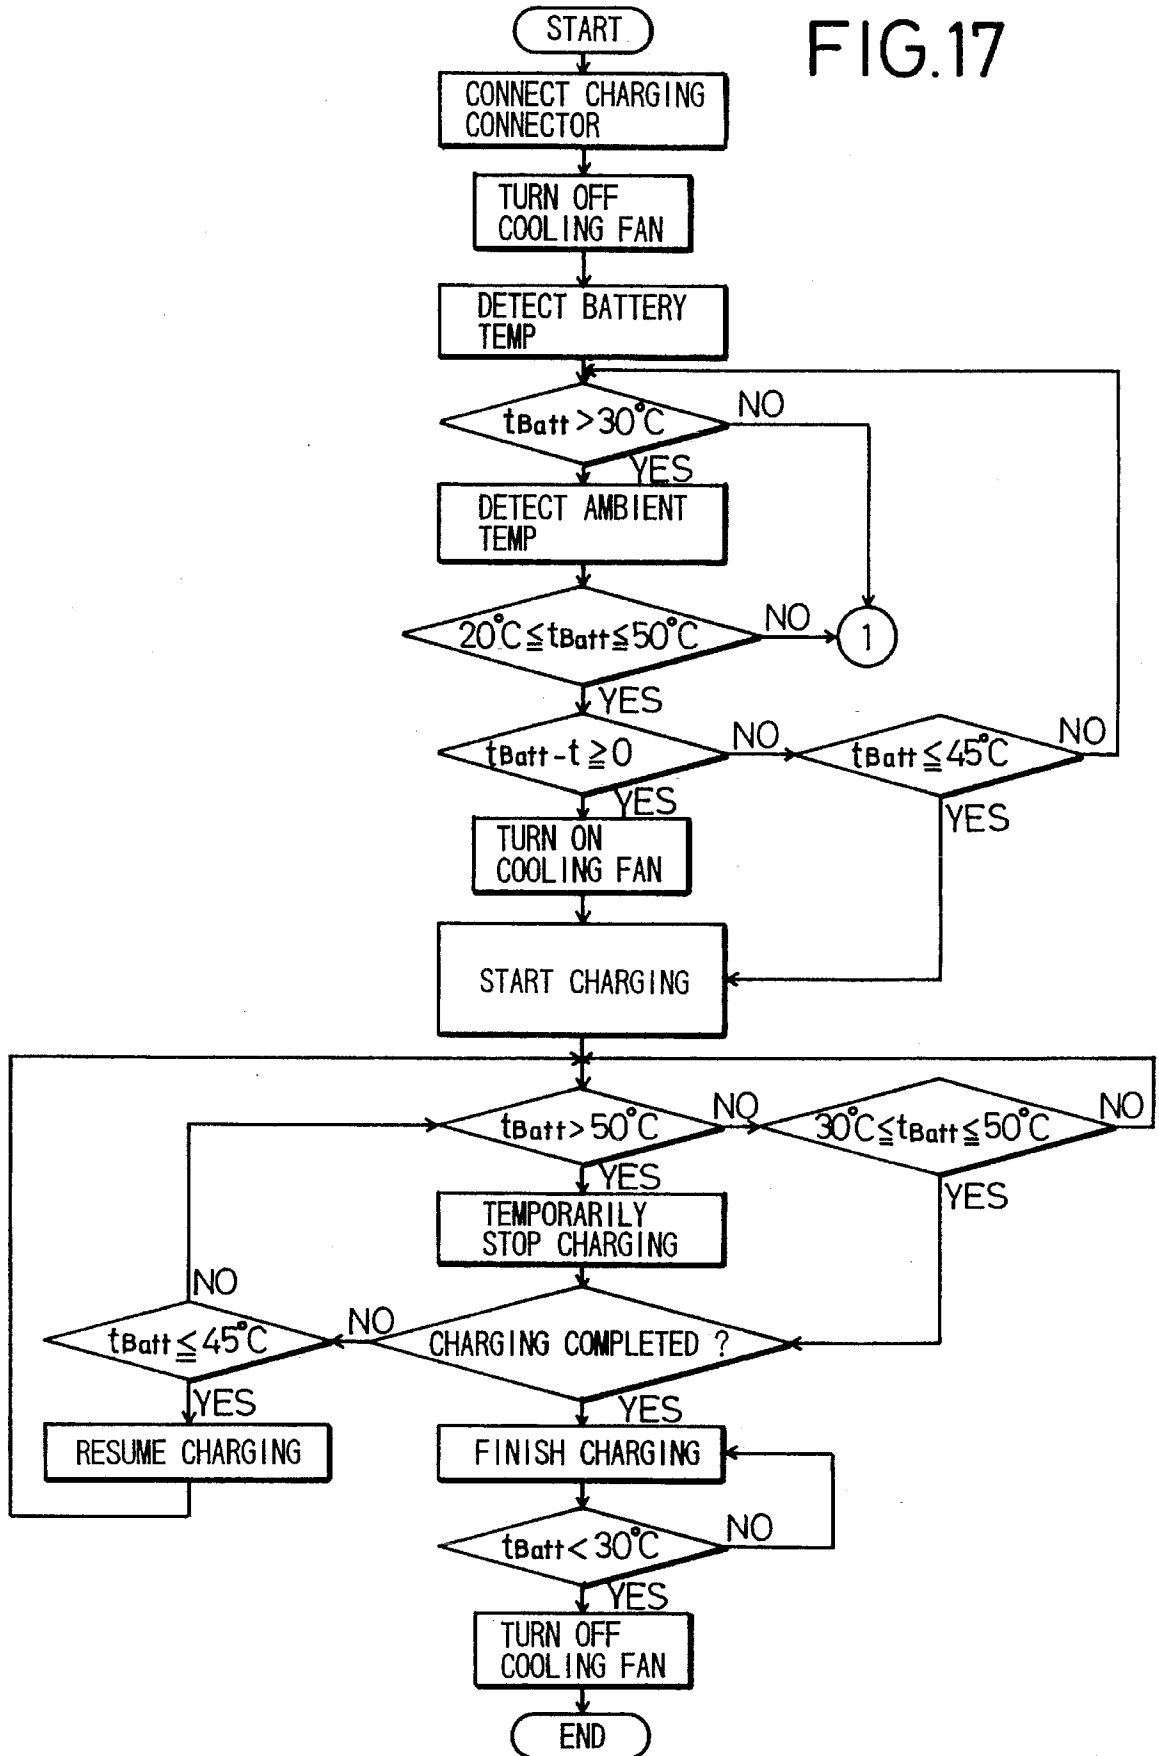 START
FIG.17
CONNECT CHARGING
CONNECTOR
TURN OFF
COOLING FAN
DETECT BATTERY
TEMP
tBatt>30°C
NO
YES
DETECT AMBIENT
TEMP
20°C≦tBatt≦50°C
NO
1
YES
tBatt-t≧0
NO
tBatt≦45°C
NO
YES
YES
TURN ON
COOLING FAN
START CHARGING
tBatt>50°C
NO
30°C≦tBatt≦50°C
NO
YES
YES
TEMPORARILY
STOP CHARGING
NO
tBatt≦45°C
NO
CHARGING COMPLETED ?
YES
YES
RESUME CHARGING
FINISH CHARGING
tBatt<30°C
NO
YES
TURN OFF
COOLING FAN
END